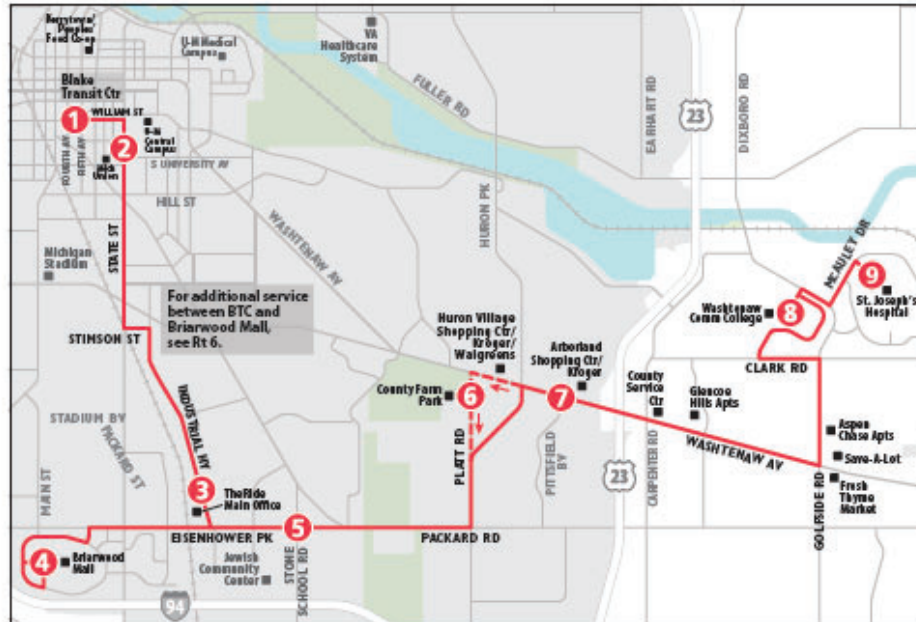 Kerrytown/
Peoples'
Food Co-op
U-M Medical
Campus
VA
Healthcare
System
Blake
Transit Ctr
1
WILLIAM ST
2
U-M
Central
Campus
FOURTH AV
FIFTH AV
Mich
Union
S UNIVERSITY AV
HILL ST
STATE ST
Michigan
Stadium
WASHTENAW AV
FULLER RD
HURON PK
EARHART RD
23
DIXBORO RD
MCAULEY DR
9
St. Joseph's
Hospital
8
Washtenaw
Comm College
CLARK RD
For additional service
between BTC and
Briarwood Mall,
see Rt 6.
STIMSON ST
Huron Village
Shopping Ctr/
Kroger/
Walgreens
Arborland
Shopping Ctr/
Kroger
County Farm
Park
6
7
County
Service
Ctr
Glencoe
Hills Apts
Aspen
Chase Apts
Save-A-Lot
Fresh
Thyme
Market
WASHTENAW AV
GOLFSIDE RD
CARPENTER RD
23
PITTSFIELD
BV
PLATT RD
STADIUM BV
PACKARD ST
INDUSTRIAL HY
MAIN ST
3
TheRide
Main Office
5
EISENHOWER PK
PACKARD RD
4
Briarwood
Mall
Jewish
Community
Center
STONE
SCHOOL RD
94